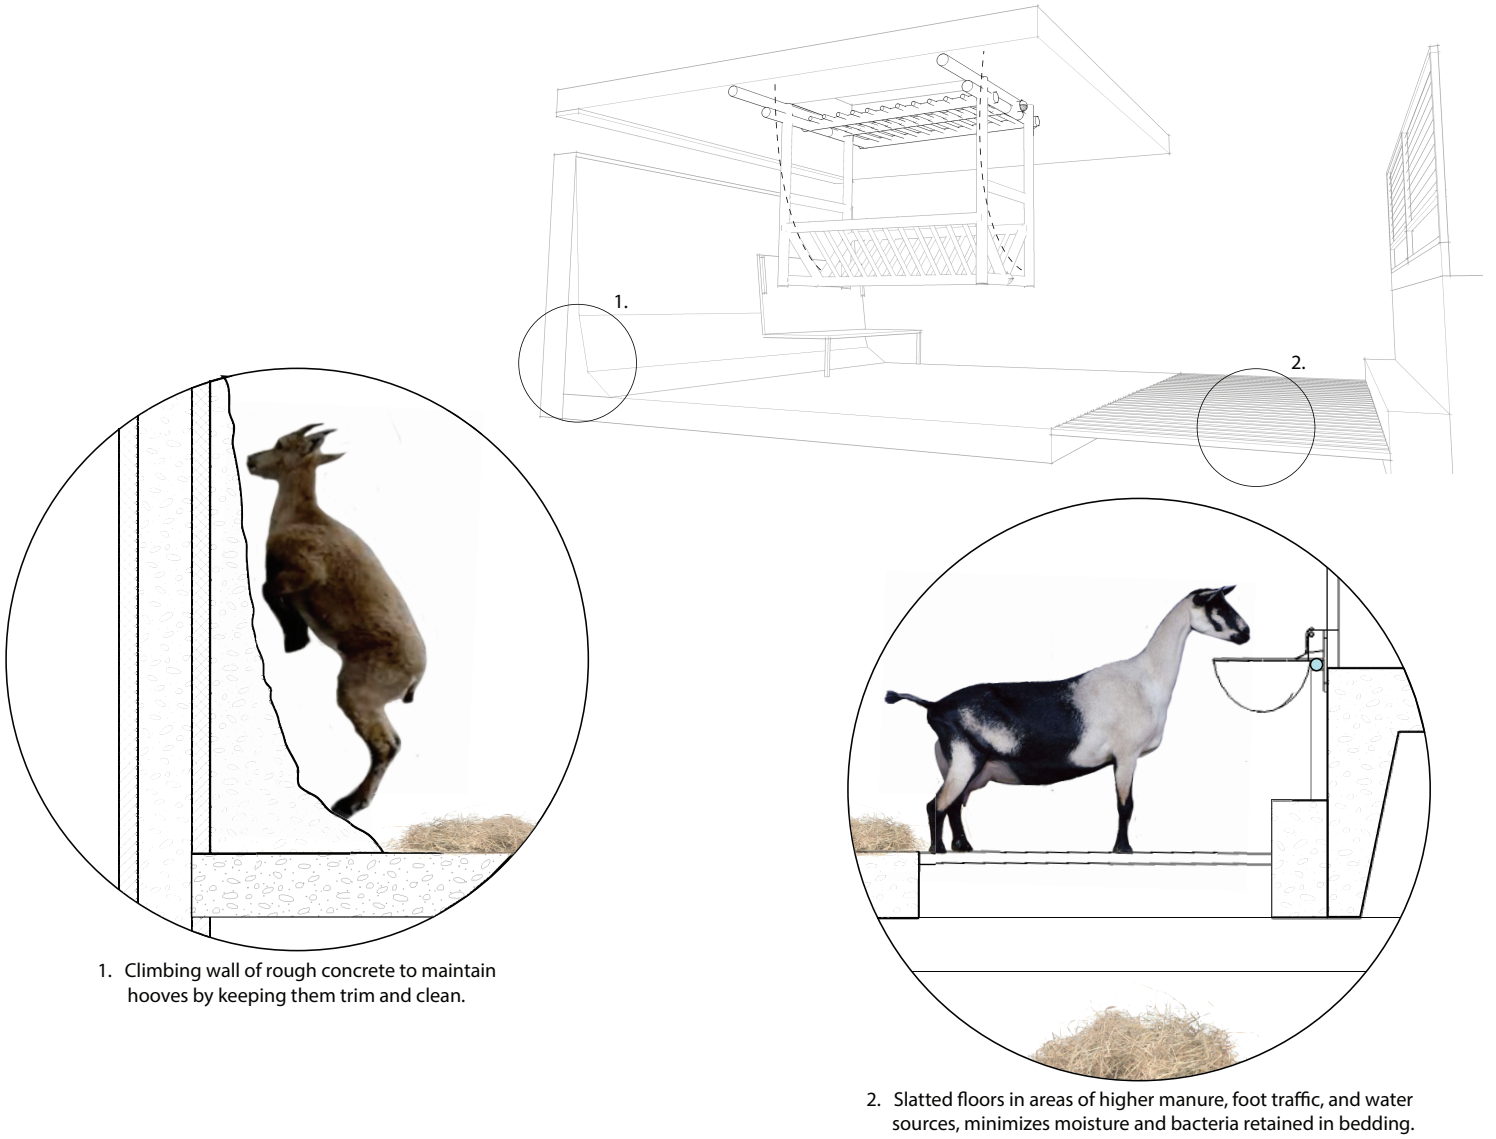 1.
2.
1. Climbing wall of rough concrete to maintain
hooves by keeping them trim and clean.
2. Slatted floors in areas of higher manure, foot traffic, and water
sources, minimizes moisture and bacteria retained in bedding.